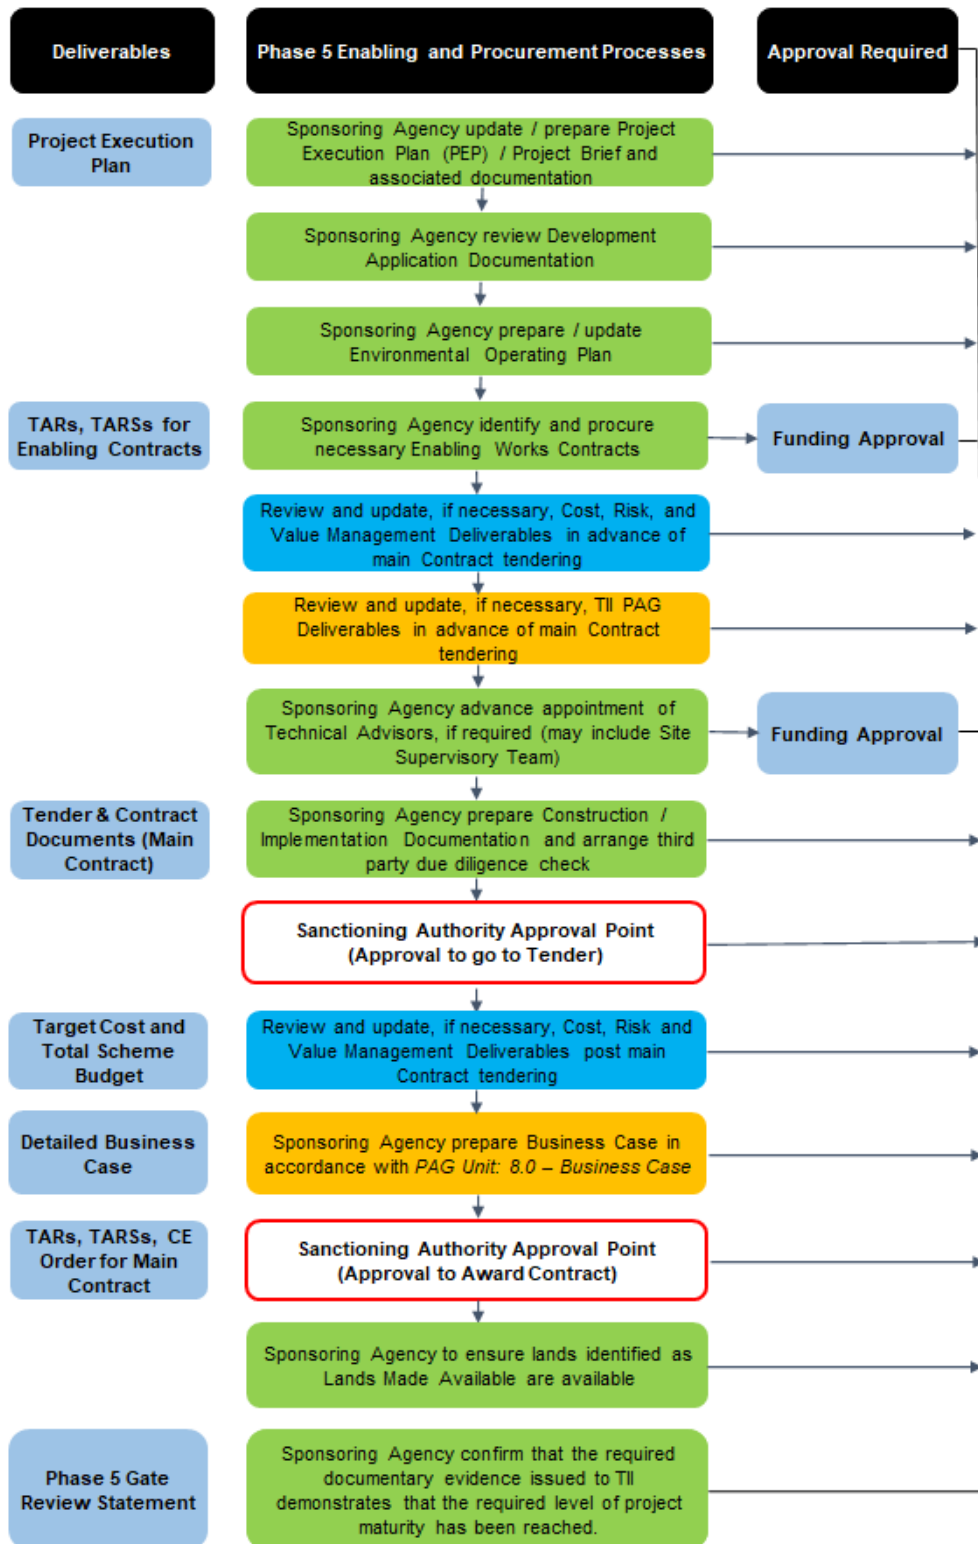 Deliverables
Phase 5 Enabling and Procurement Processes
Approval Required
Project Execution
Plan
Sponsoring Agency update / prepare Project
Execution Plan (PEP) / Project Brief and
associated documentation
Sponsoring Agency review Development
Application Documentation
Sponsoring Agency prepare / update
Environmental Operating Plan
TARs, TARSs for
Enabling Contracts
Sponsoring Agency identify and procure
necessary Enabling Works Contracts
Funding Approval
Review and update, if necessary, Cost, Risk, and
Value Management Deliverables in advance of
main Contract tendering
Review and update, if necessary, TII PAG
Deliverables in advance of main Contract
tendering
Sponsoring Agency advance appointment of
Technical Advisors, if required (may include Site
Supervisory Team)
Funding Approval
Tender & Contract
Documents (Main
Contract)
Sponsoring Agency prepare Construction /
Implementation Documentation and arrange third
party due diligence check
Sanctioning Authority Approval Point
(Approval to go to Tender)
Target Cost and
Total Scheme
Budget
Review and update, if necessary, Cost, Risk and
Value Management Deliverables post main
Contract tendering
Detailed Business
Case
Sponsoring Agency prepare Business Case in
accordance with PAG Unit: 8.0 – Business Case
TARs, TARSs, CE
Order for Main
Contract
Sanctioning Authority Approval Point
(Approval to Award Contract)
Sponsoring Agency to ensure lands identified as
Lands Made Available are available
Phase 5 Gate
Review Statement
Sponsoring Agency confirm that the required
documentary evidence issued to TII
demonstrates that the required level of project
maturity has been reached.